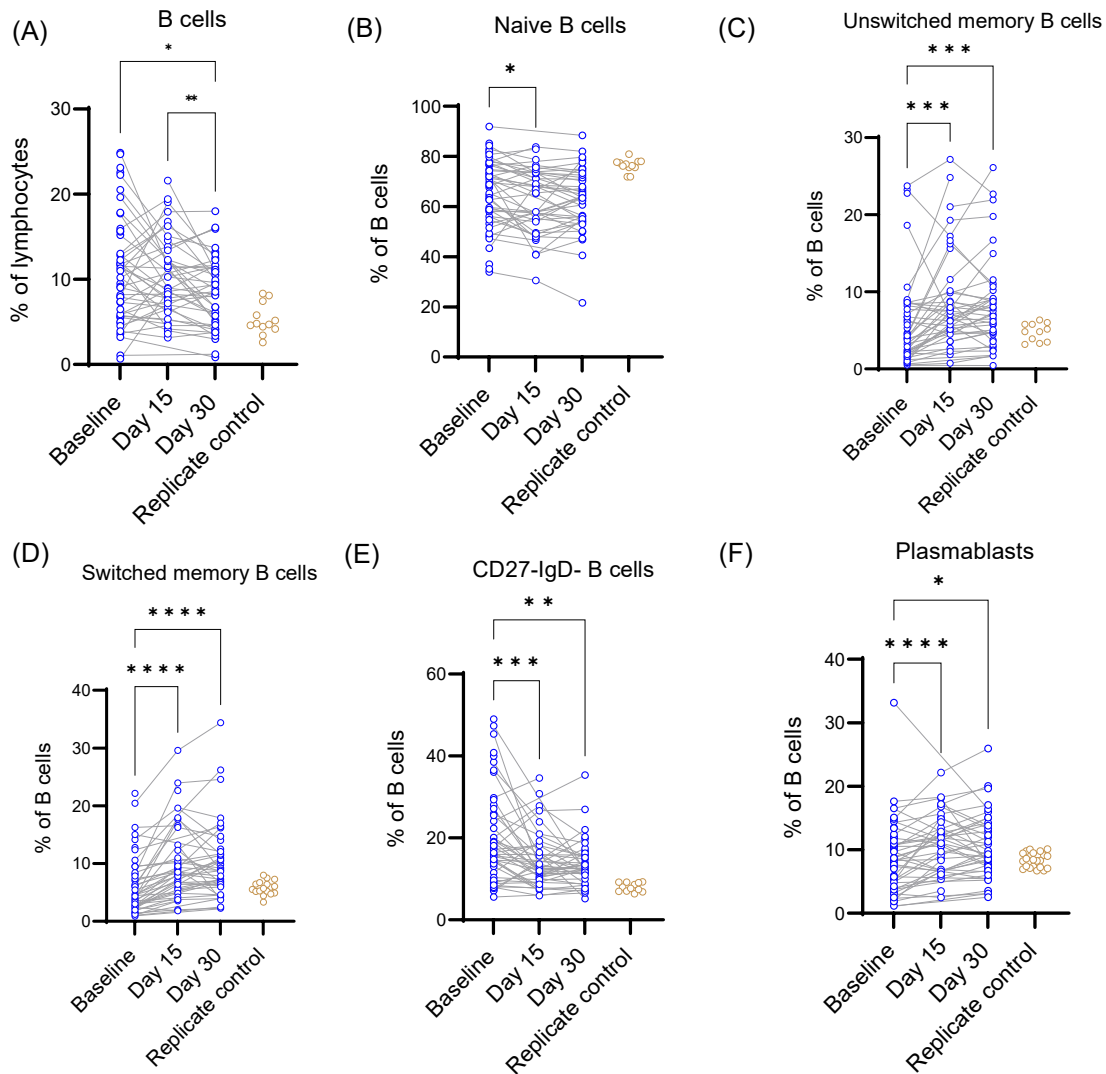 (A)
B cells
*
**
% of lymphocytes
30
20
10
0
Baseline
Day 15
Day 30
Replicate control
(B)
Naive B cells
*
% of B cells
100
80
60
40
20
0
Baseline
Day 15
Day 30
Replicate control
(C)
Unswitched memory B cells
***
***
% of B cells
30
20
10
0
Baseline
Day 15
Day 30
Replicate control
(D)
Switched memory B cells
****
****
% of B cells
40
30
20
10
0
Baseline
Day 15
Day 30
Replicate control
(E)
CD27-IgD- B cells
**
***
% of B cells
60
40
20
0
Baseline
Day 15
Day 30
Replicate control
(F)
Plasmablasts
*
****
% of B cells
40
30
20
10
0
Baseline
Day 15
Day 30
Replicate control